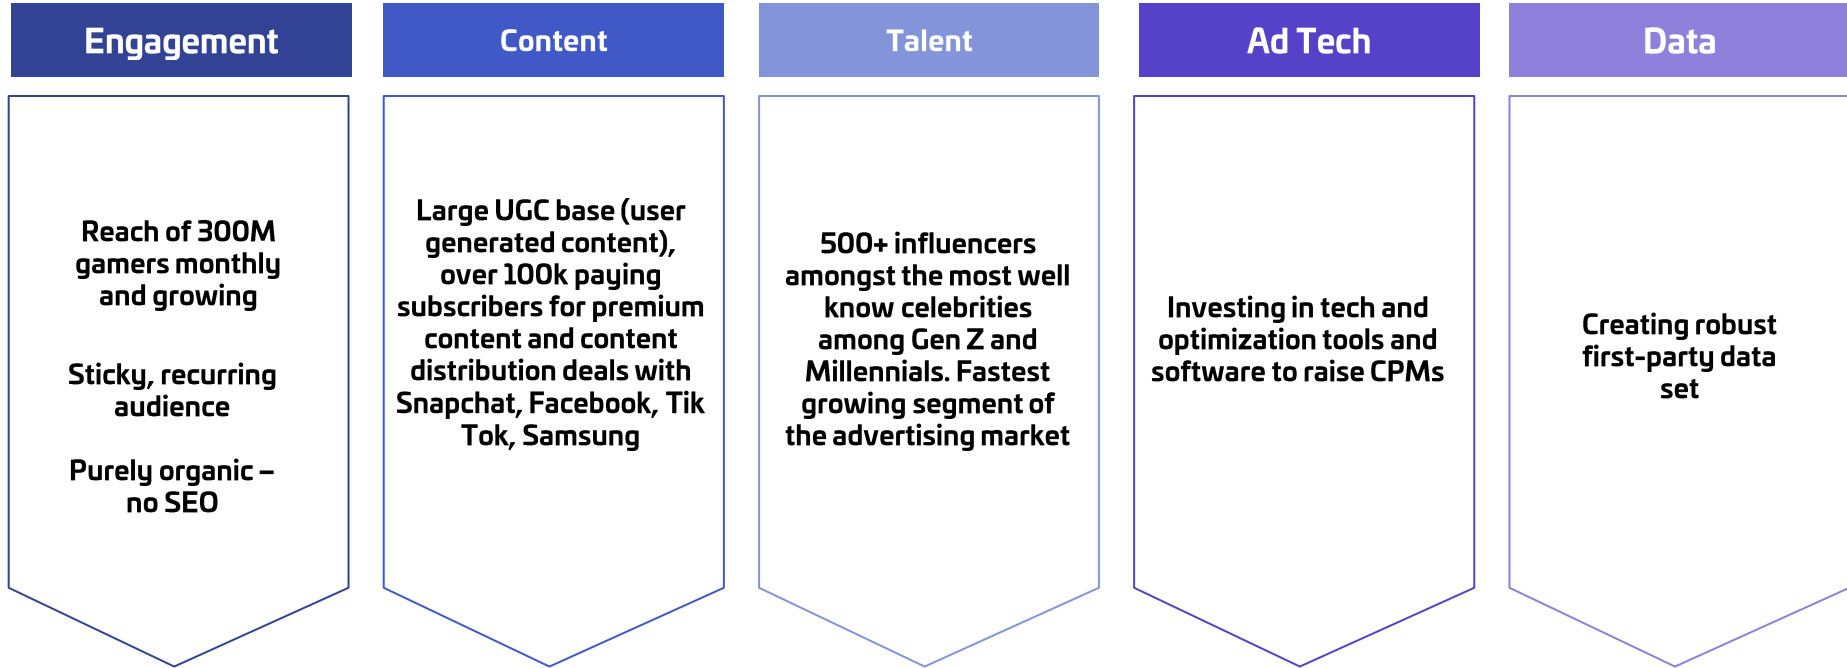 Engagement
Content
Talent
Ad Tech
Data
Reach of 300M
gamers monthly
and growing
Sticky, recurring
audience
Purely organic –
no SEO
Large UGC base (user
generated content),
over 100k paying
subscribers for premium
content and content
distribution deals with
Snapchat, Facebook, Tik
Tok, Samsung
500+ influencers
amongst the most well
know celebrities
among Gen Z and
Millennials. Fastest
growing segment of
the advertising market
Investing in tech and
optimization tools and
software to raise CPMs
Creating robust
first-party data
set